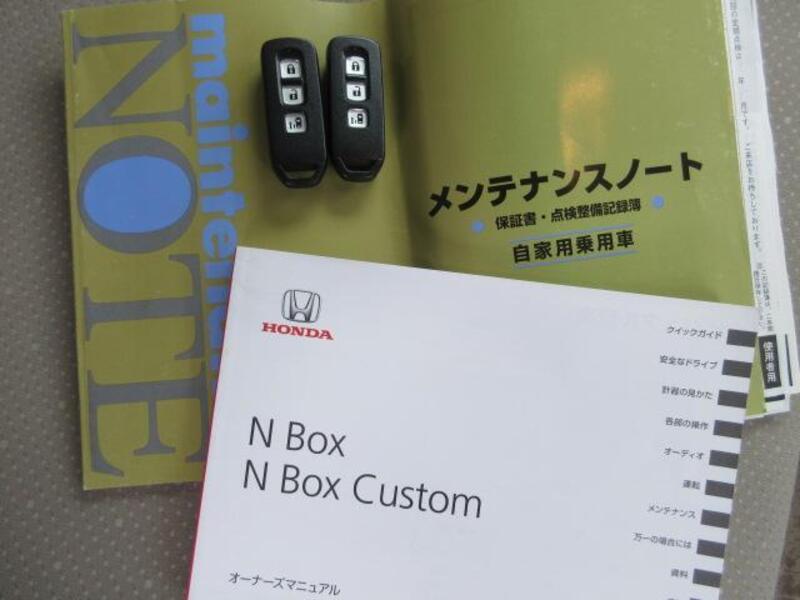 maintenance
NOTE
メンテナンスノート
保証書・点検整備記録簿
自家用乗用車
使用者用
HONDA
N Box
N Box Custom
オーナーズマニュアル
クイックガイド
安全なドライブ
計器の見かた
各部の操作
オーディオ
運転
メンテナンス
万一の場合には
資料